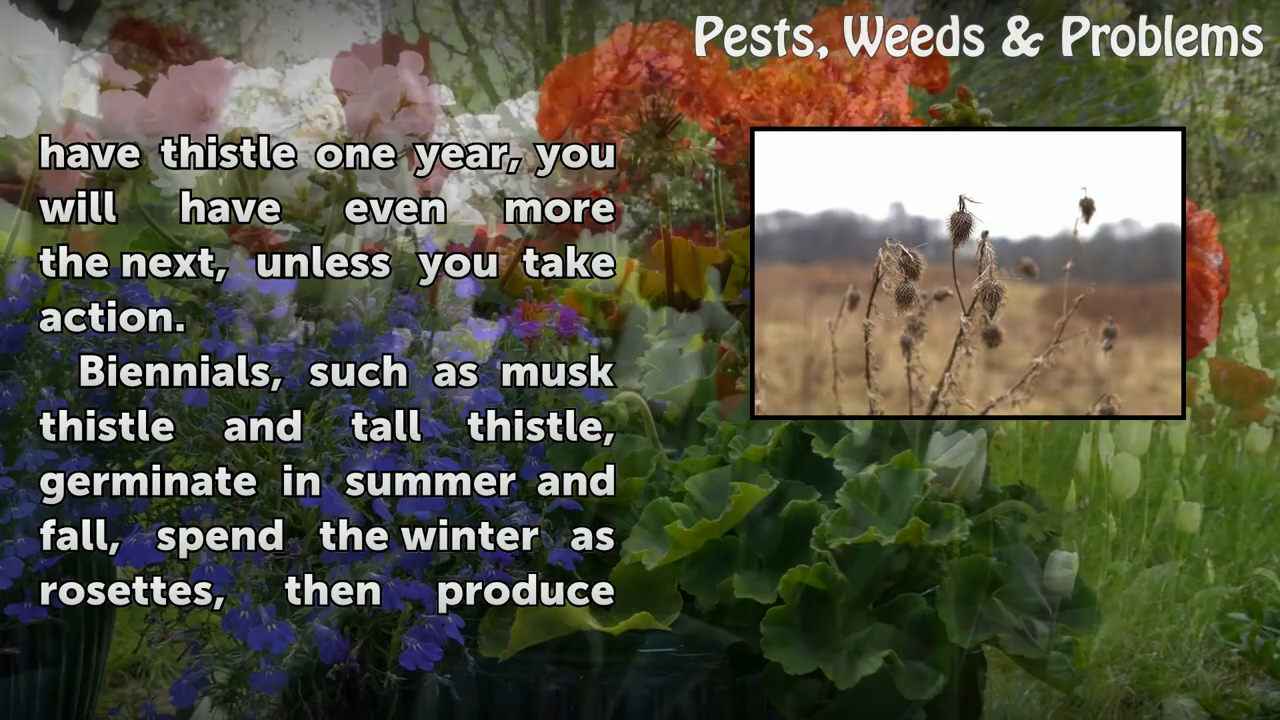 Pests, Weeds & Problems
have thistle one year, you
will have even more
the next, unless you take
action.
Biennials, such as musk
thistle and tall thistle,
germinate in summer and
fall, spend the winter as
rosettes, then produce